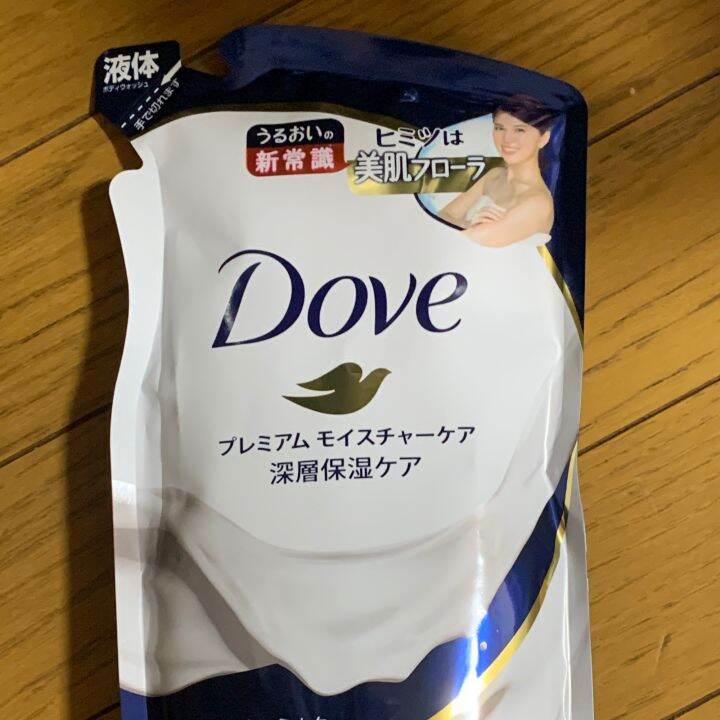 液体
ボディウォッシュ
手で切れます
うるおいの
新常識
ヒミツは
美肌フローラ
Dove
プレミアム モイスチャーケア
深層保湿ケア